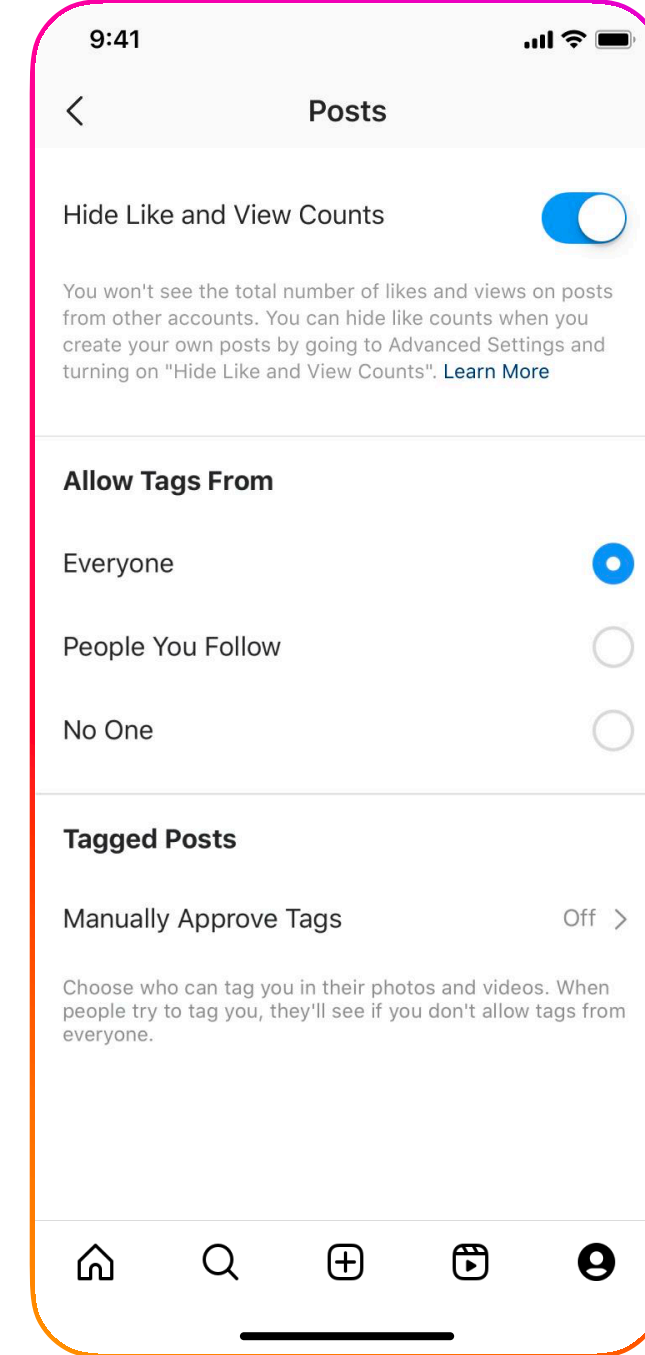 9:41
Posts
Hide Like and View Counts
You won't see the total number of likes and views on posts
from other accounts. You can hide like counts when you
create your own posts by going to Advanced Settings and
turning on "Hide Like and View Counts". Learn More
Allow Tags From
Everyone
People You Follow
No One
Tagged Posts
Manually Approve Tags Off
Choose who can tag you in their photos and videos. When
people try to tag you, they'll see if you don't allow tags from
everyone.